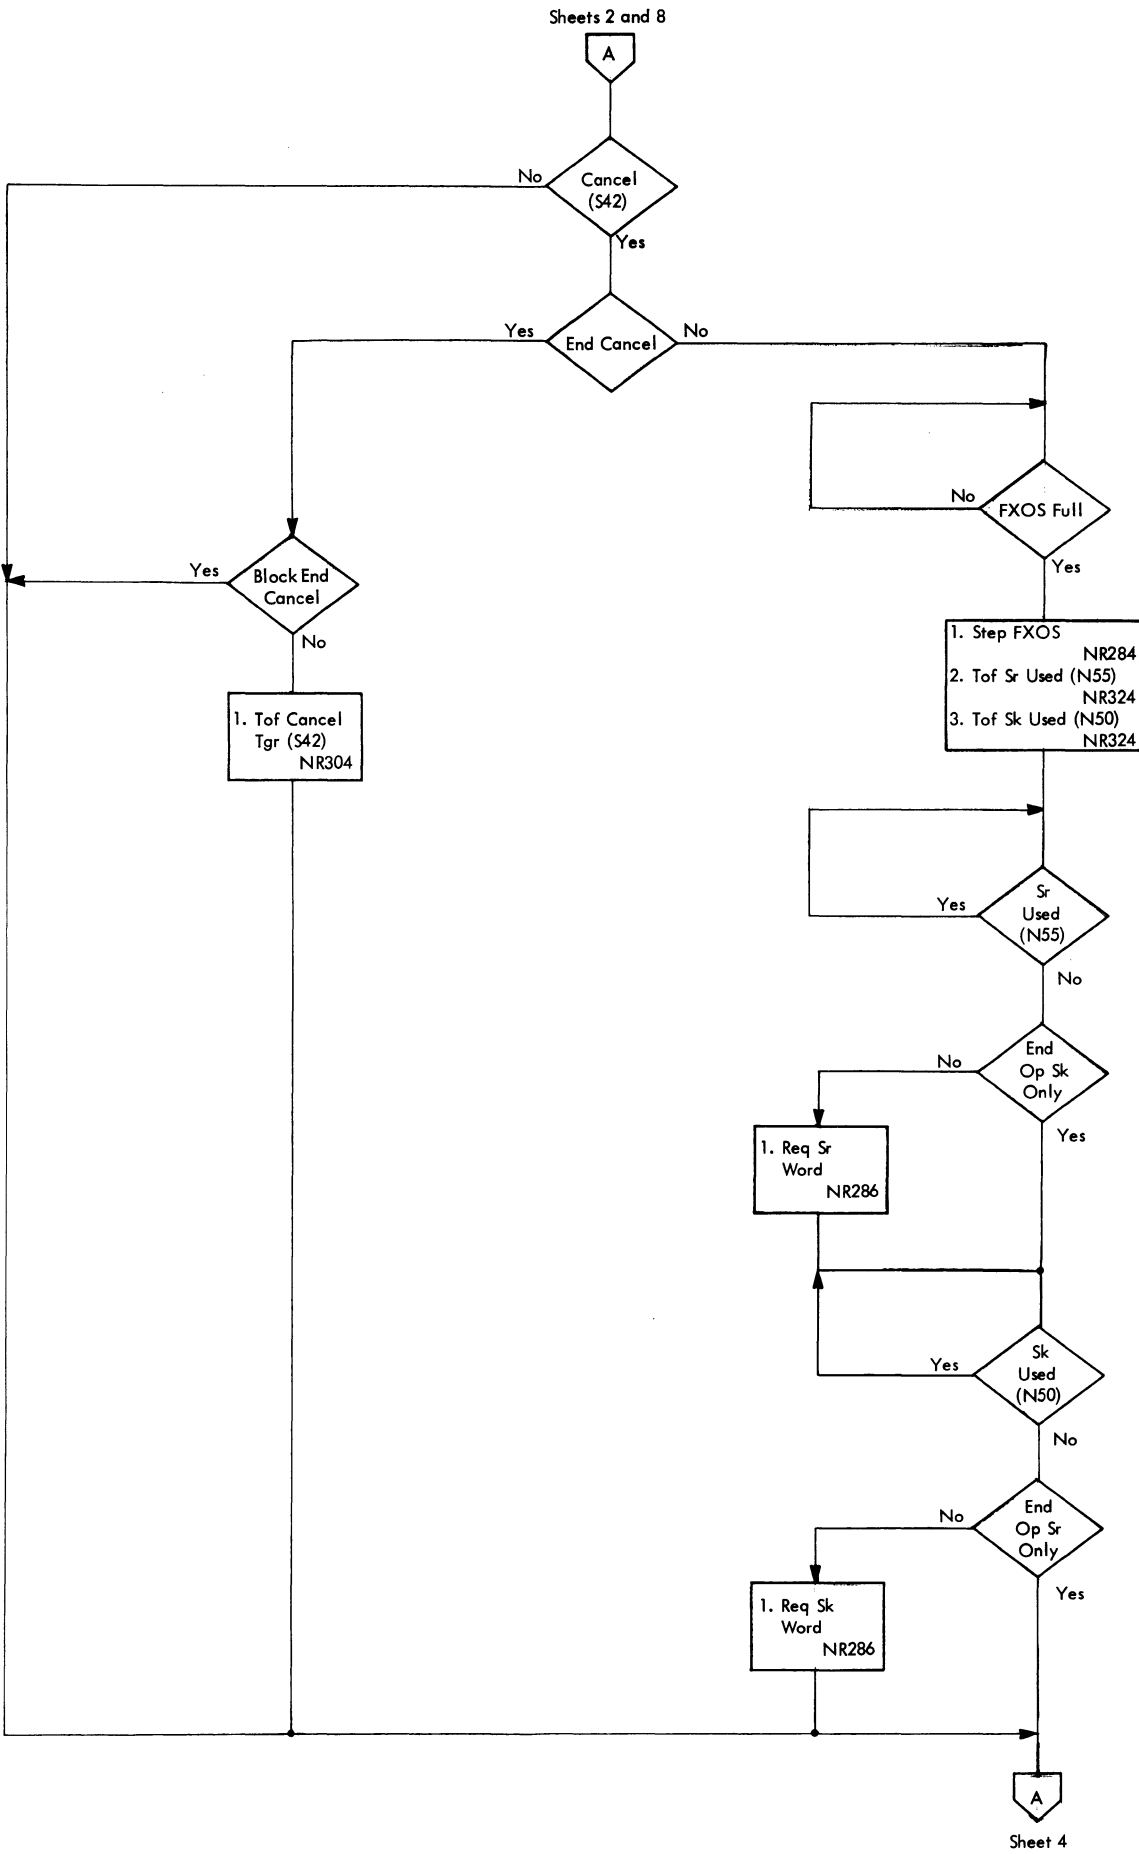 Sheets 2 and 8
A
No
Cancel
(S42)
Yes
Yes
End Cancel
No
No
FXOS Full
Yes
Yes
Block End
Cancel
No
1. Step FXOS
NR284
2. Tof Sr Used (N55)
NR324
3. Tof Sk Used (N50)
NR324
1. Tof Cancel
Tgr (S42)
NR304
Yes
Sr
Used
(N55)
No
No
End
Op Sk
Only
Yes
1. Req Sr
Word
NR286
Yes
Sk
Used
(N50)
No
No
End
Op Sr
Only
Yes
1. Req Sk
Word
NR286
A
Sheet 4